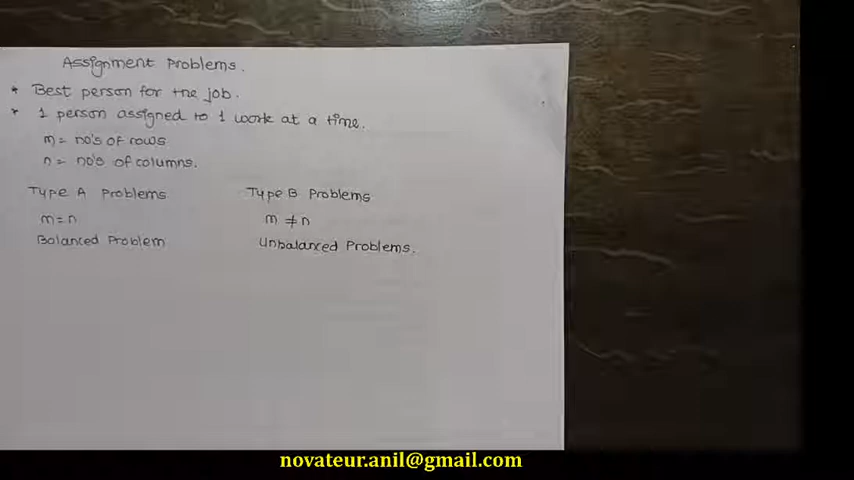 Assignment Problems.
* Best person for the job.
* 1 person assigned to 1 work at a time.
m = no's of rows
n = no's of columns.
Type A Problems Type B Problems
m = n m ≠ n
Balanced Problem Unbalanced Problems.
novateur.anil@gmail.com